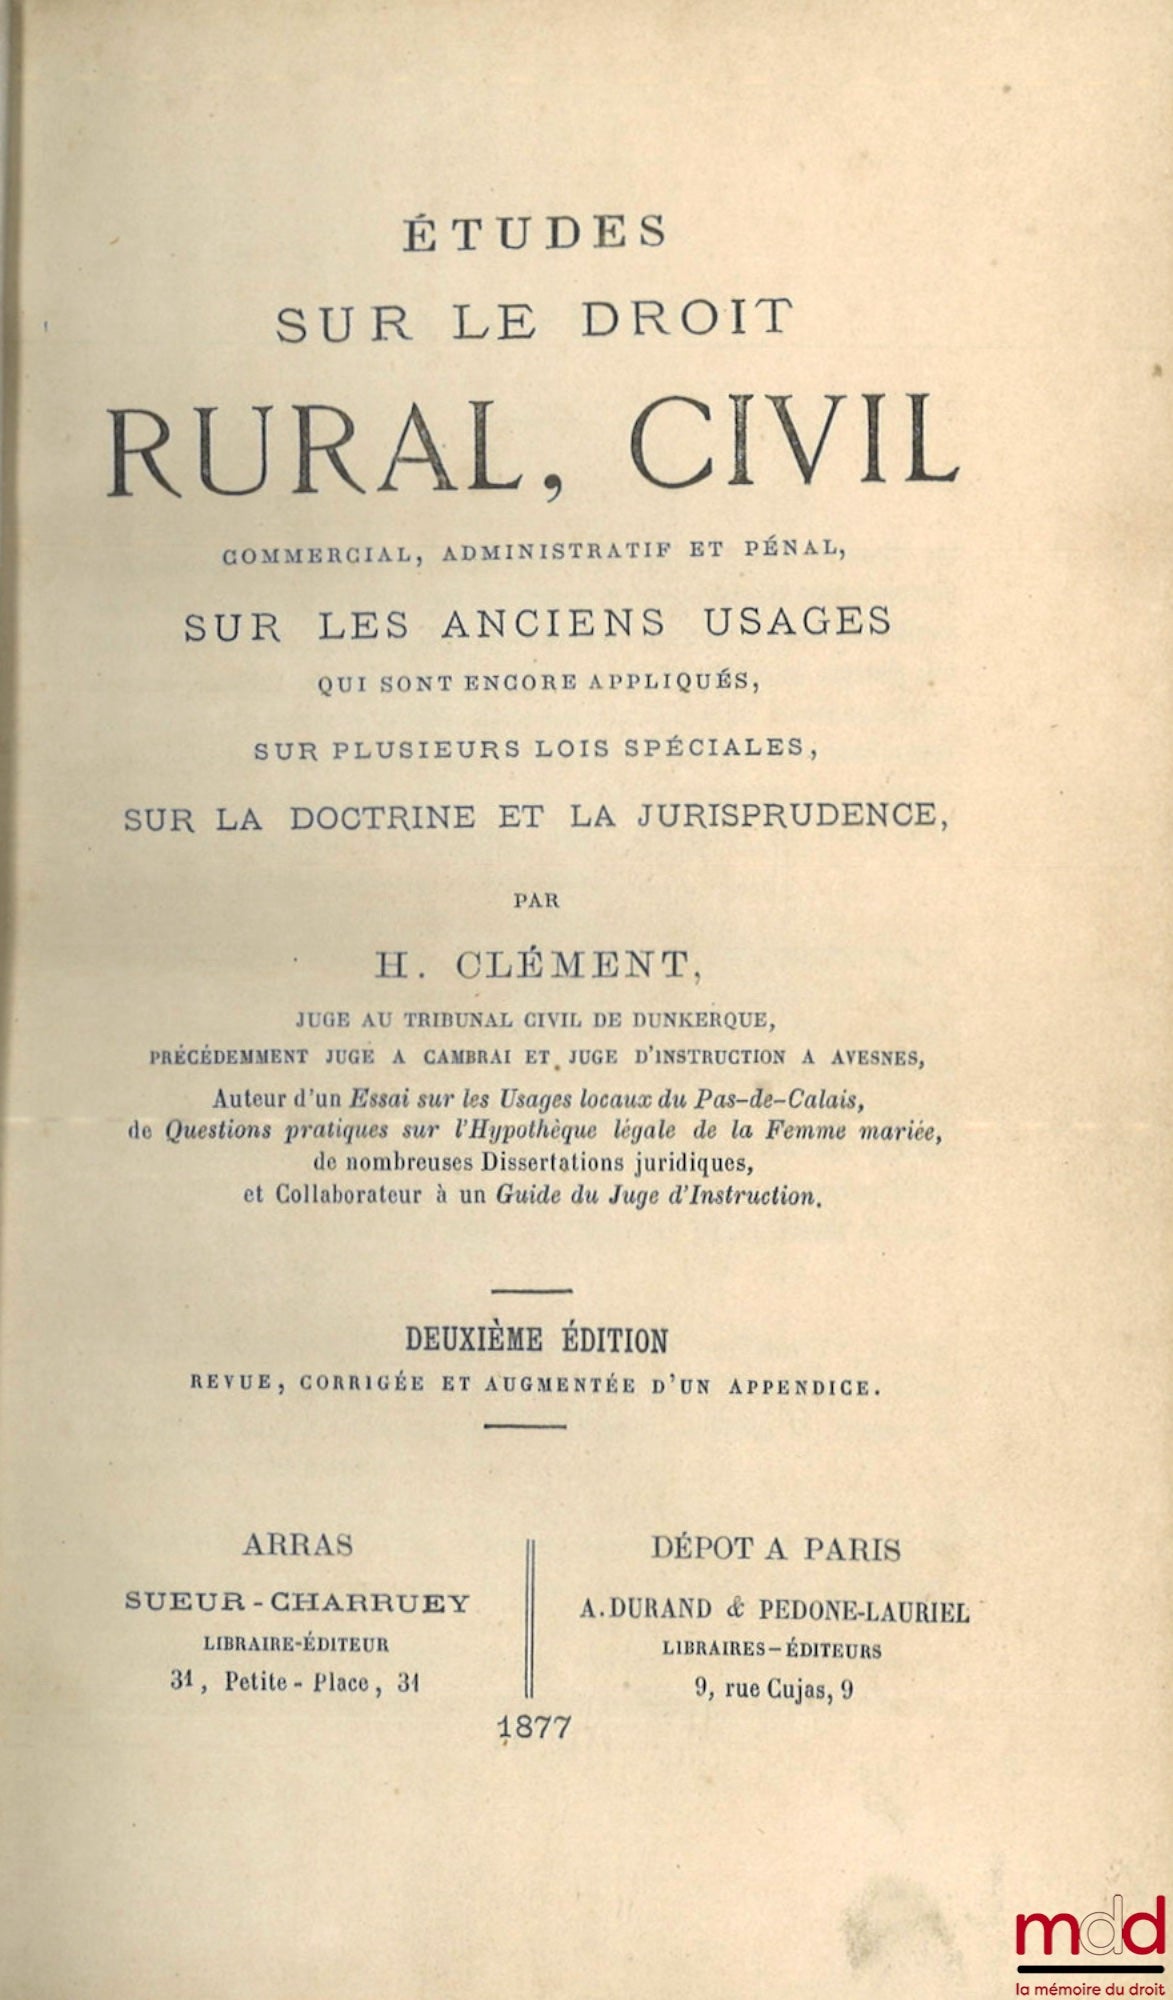 ÉTUDES
SUR LE DROIT
RURAL, CIVIL
COMMERCIAL, ADMINISTRATIF ET PÉNAL,
SUR LES ANCIENS USAGES
QUI SONT ENCORE APPLIQUÉS,
SUR PLUSIEURS LOIS SPÉCIALES,
SUR LA DOCTRINE ET LA JURISPRUDENCE,
PAR
H. CLÉMENT,
JUGE AU TRIBUNAL CIVIL DE DUNKERQUE,
PRÉCÉDEMMENT JUGE A CAMBRAI ET JUGE D'INSTRUCTION A AVESNES,
Auteur d'un Essai sur les Usages locaux du Pas-de-Calais,
de Questions pratiques sur l'Hypothèque légale de la Femme mariée,
de nombreuses Dissertations juridiques,
et Collaborateur à un Guide du Juge d'Instruction.
DEUXIÈME ÉDITION
REVUE, CORRIGÉE ET AUGMENTÉE D'UN APPENDICE.
ARRAS
SUEUR-CHARRUEY
LIBRAIRE-ÉDITEUR
31, Petite-Place, 31
DÉPOT A PARIS
A. DURAND & PEDONE-LAURIEL
LIBRAIRES-ÉDITEURS
9, rue Cujas, 9
1877
mdd
la mémoire du droit